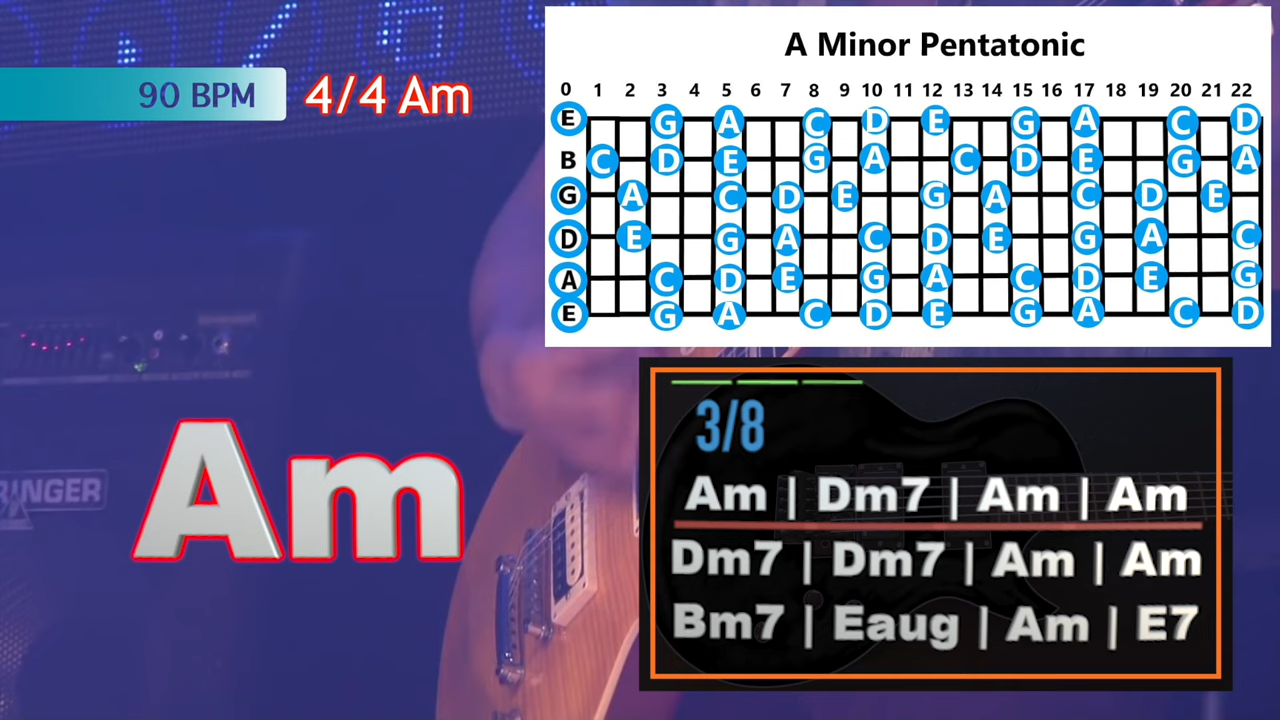 A Minor Pentatonic
90 BPM 4/4 Am
0 1 2 3 4 5 6 7 8 9 10 11 12 13 14 15 16 17 18 19 20 21 22
E G A C D E G A C D
B C D E G A C D E G A
G A C D E G A C D E
D E G A C D E G A C
A C D E G A C D E G
E G A C D E G A C D
3/8
Am | Dm7 | Am | Am
Dm7 | Dm7 | Am | Am
Bm7 | Eaug | Am | E7
Am
RINGER